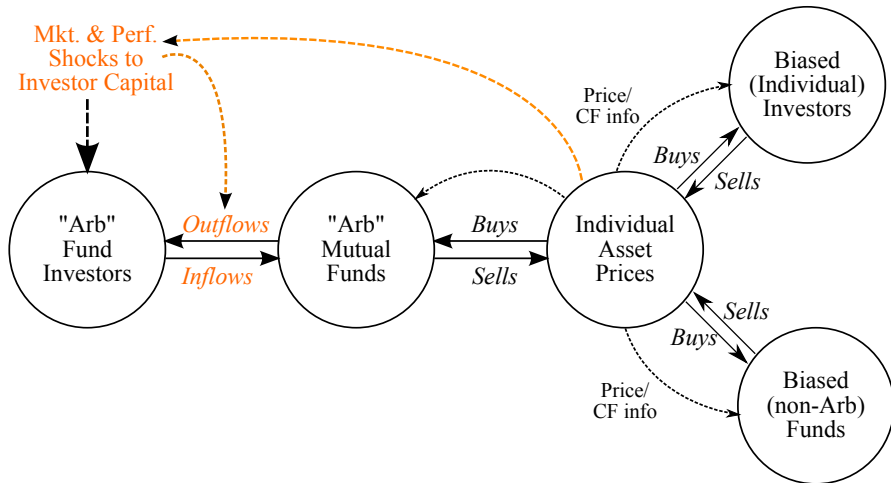 Mkt. & Perf.
Shocks to
Investor Capital
"Arb"
Fund
Investors
Outflows
Inflows
"Arb"
Mutual
Funds
Buys
Sells
Individual
Asset
Prices
Price/
CF info
Buys
Sells
Biased
(Individual)
Investors
Sells
Buys
Price/
CF info
Biased
(non-Arb)
Funds